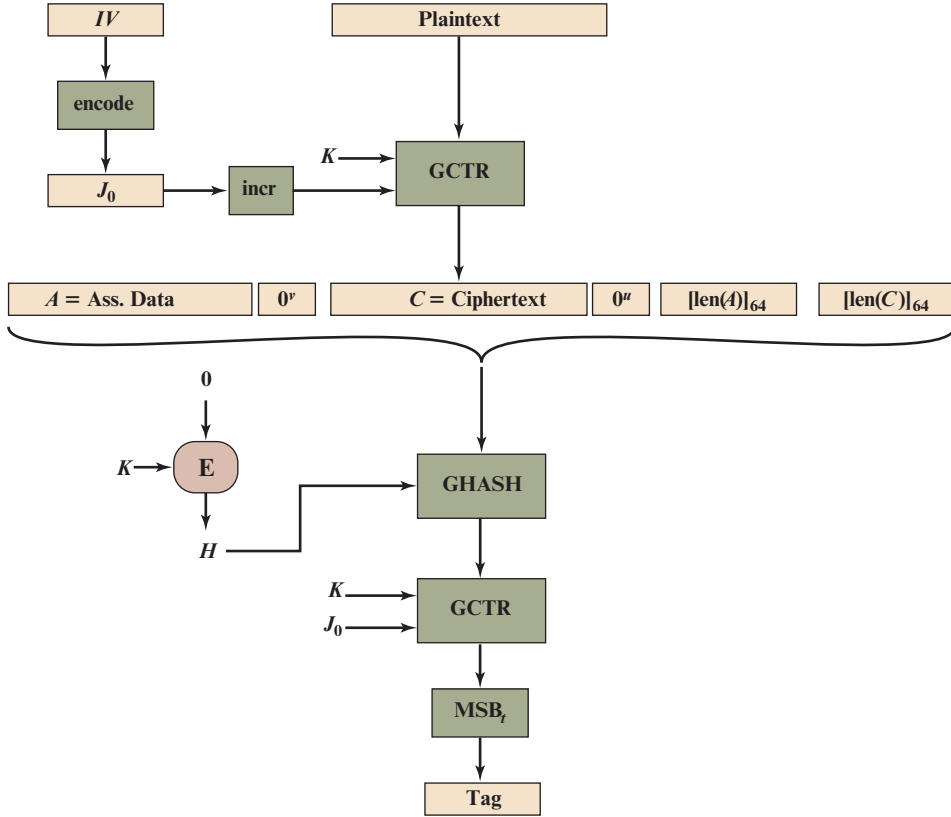 IV
Plaintext
encode
K
GCTR
J₀
incr
A = Ass. Data
0ᵛ
C = Ciphertext
0ᵘ
[len(A)]₆₄
[len(C)]₆₄
0
K
E
GHASH
H
K
GCTR
J₀
MSBₜ
Tag